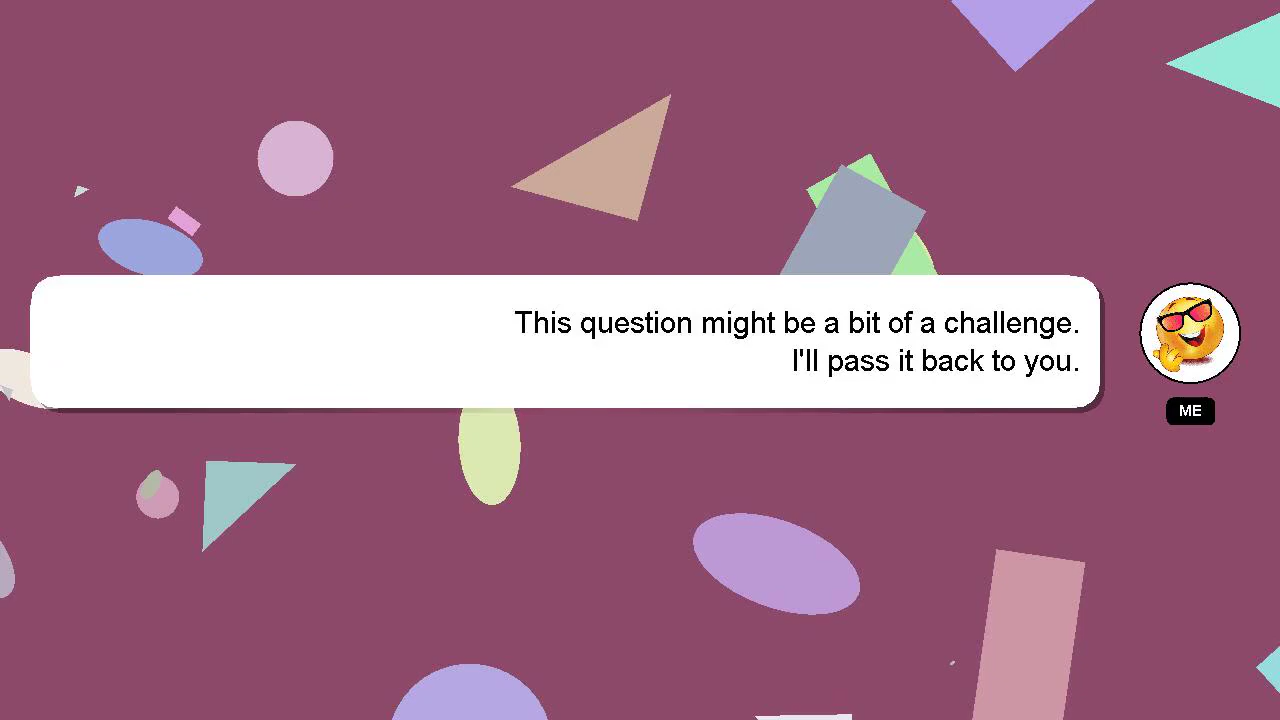 This question might be a bit of a challenge.
I'll pass it back to you.
ME